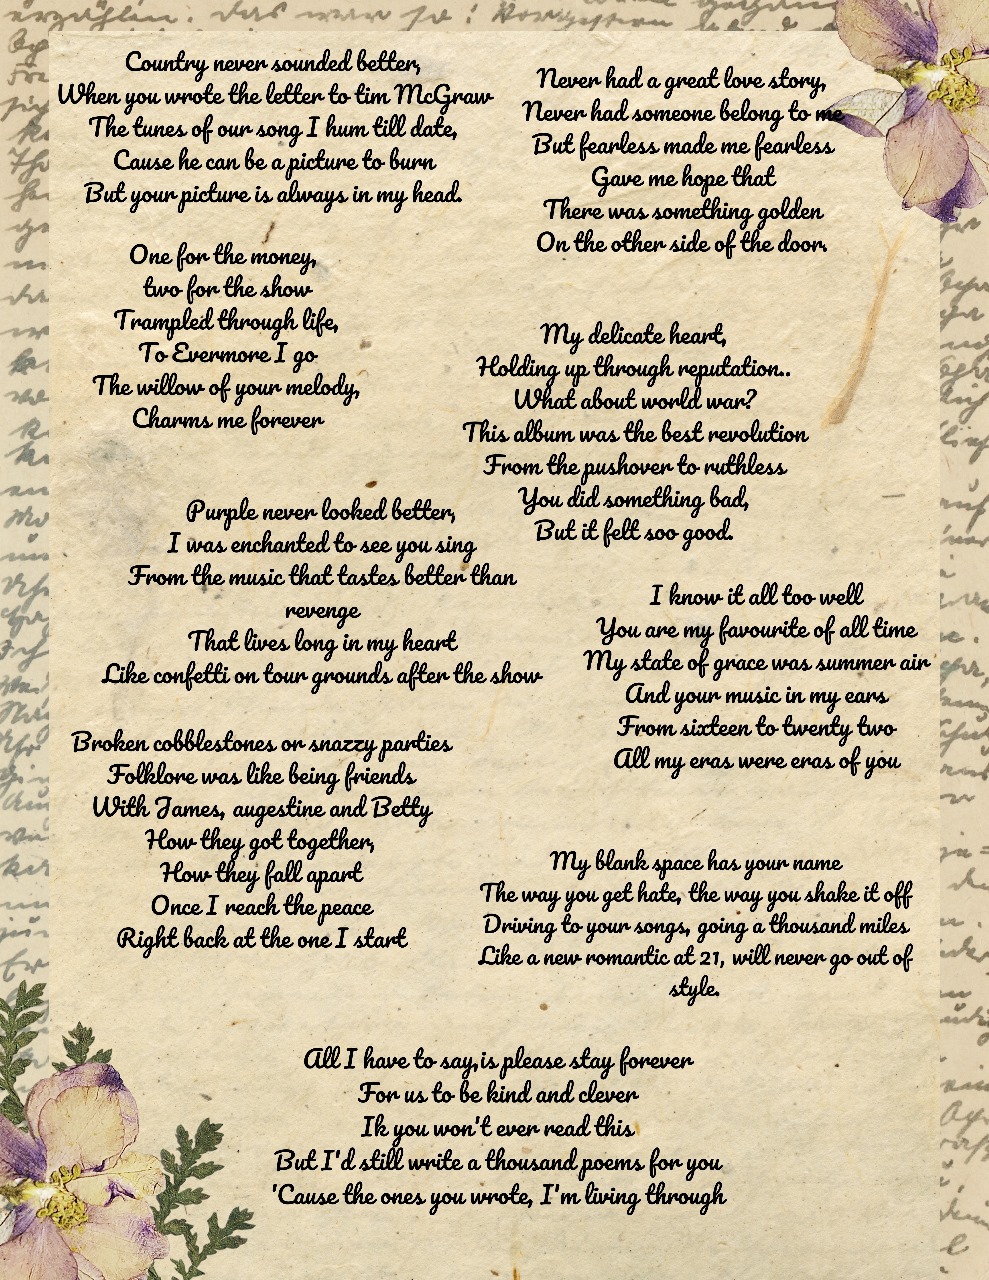 Country never sounded better,
When you wrote the letter to tim McGraw
The tunes of our song I hum till date,
Cause he can be a picture to burn
But your picture is always in my head.
Never had a great love story,
Never had someone belong to me
But fearless made me fearless
Gave me hope that
There was something golden
On the other side of the door.
One for the money,
two for the show
Trampled through life,
To Evermore I go
The willow of your melody,
Charms me forever
My delicate heart,
Holding up through reputation..
What about world war?
This album was the best revolution
From the pushover to ruthless
You did something bad,
But it felt soo good.
Purple never looked better,
I was enchanted to see you sing
From the music that tastes better than
revenge
That lives long in my heart
Like confetti on tour grounds after the show
I know it all too well
You are my favourite of all time
My state of grace was summer air
And your music in my ears
From sixteen to twenty two
All my eras were eras of you
Broken cobblestones or snazzy parties
Folklore was like being friends
With James, augestine and Betty
How they got together,
How they fall apart
Once I reach the peace
Right back at the one I start
My blank space has your name
The way you get hate, the way you shake it off
Driving to your songs, going a thousand miles
Like a new romantic at 21, will never go out of
style.
All I have to say,is please stay forever
For us to be kind and clever
Ik you won't ever read this
But I'd still write a thousand poems for you
'Cause the ones you wrote, I'm living through